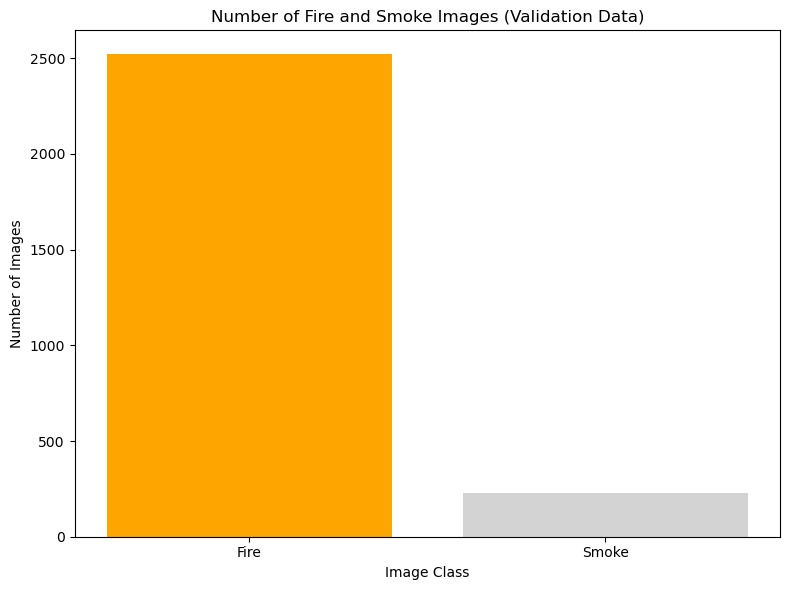 Number of Fire and Smoke Images (Validation Data)
Number of Images
2500
2000
1500
1000
500
0
Fire
Smoke
Image Class